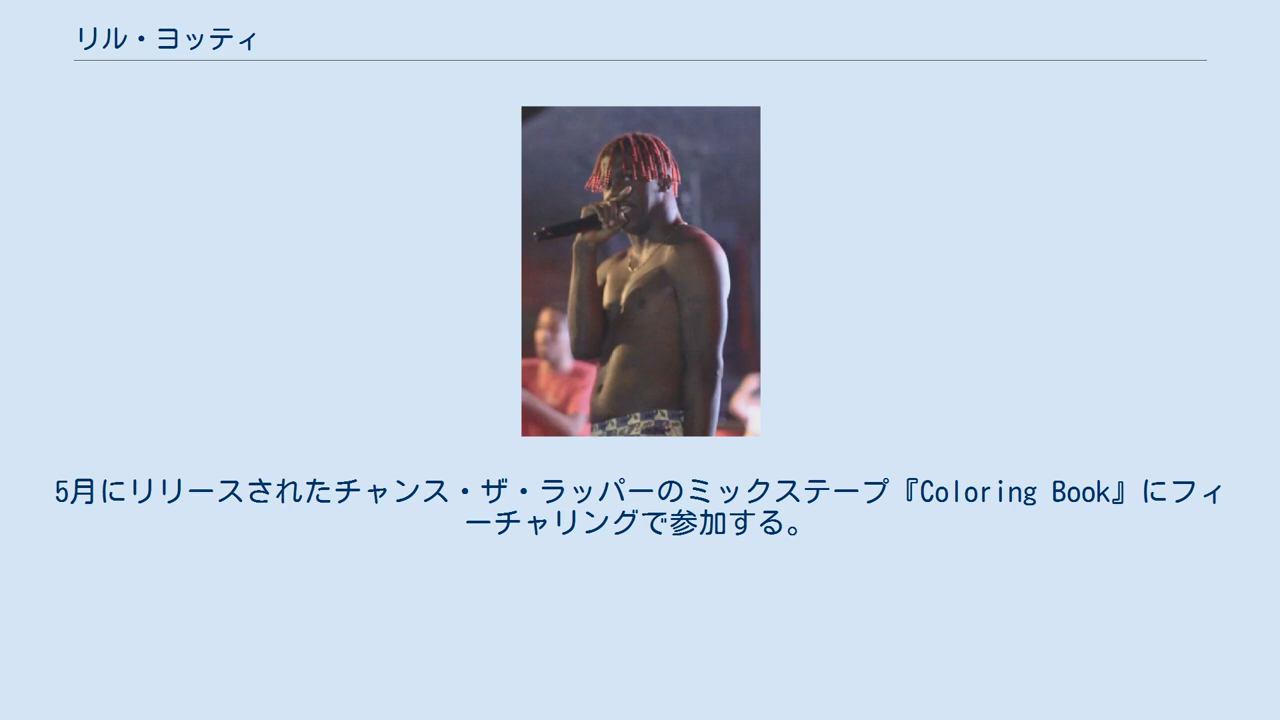 リル・ヨッティ
5月にリリースされたチャンス・ザ・ラッパーのミックステープ『Coloring Book』にフィ
ーチャリングで参加する。